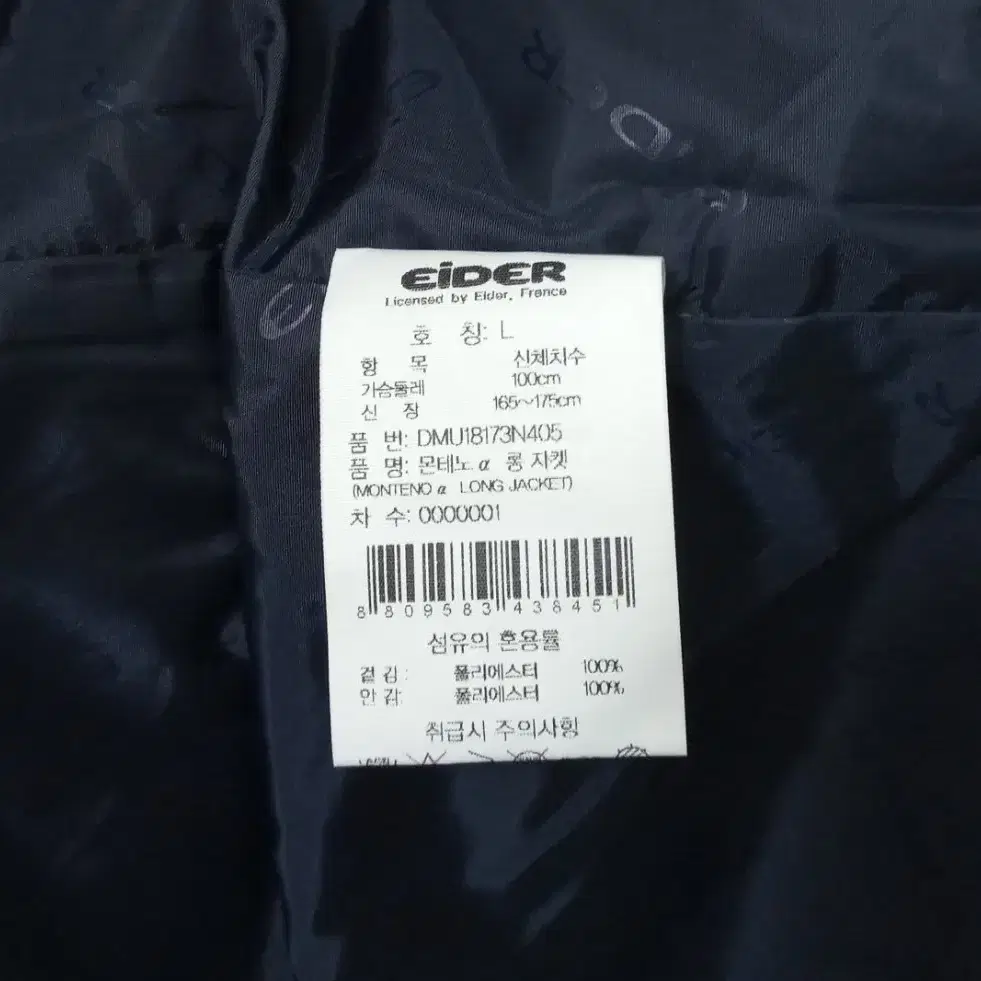 EiDER
Licensed by Eider, France
호 칭: L
항 목 신체치수
가슴둘레 100cm
신 장 165~175cm
품 번: DMU18173N405
품 명: 몬테노 α 롱 자켓
(MONTENO α LONG JACKET)
차 수: 0000001
8 809583 438451
섬유의 혼용률
겉감: 폴리에스터 100%
안감: 폴리에스터 100%
취급시 주의사항